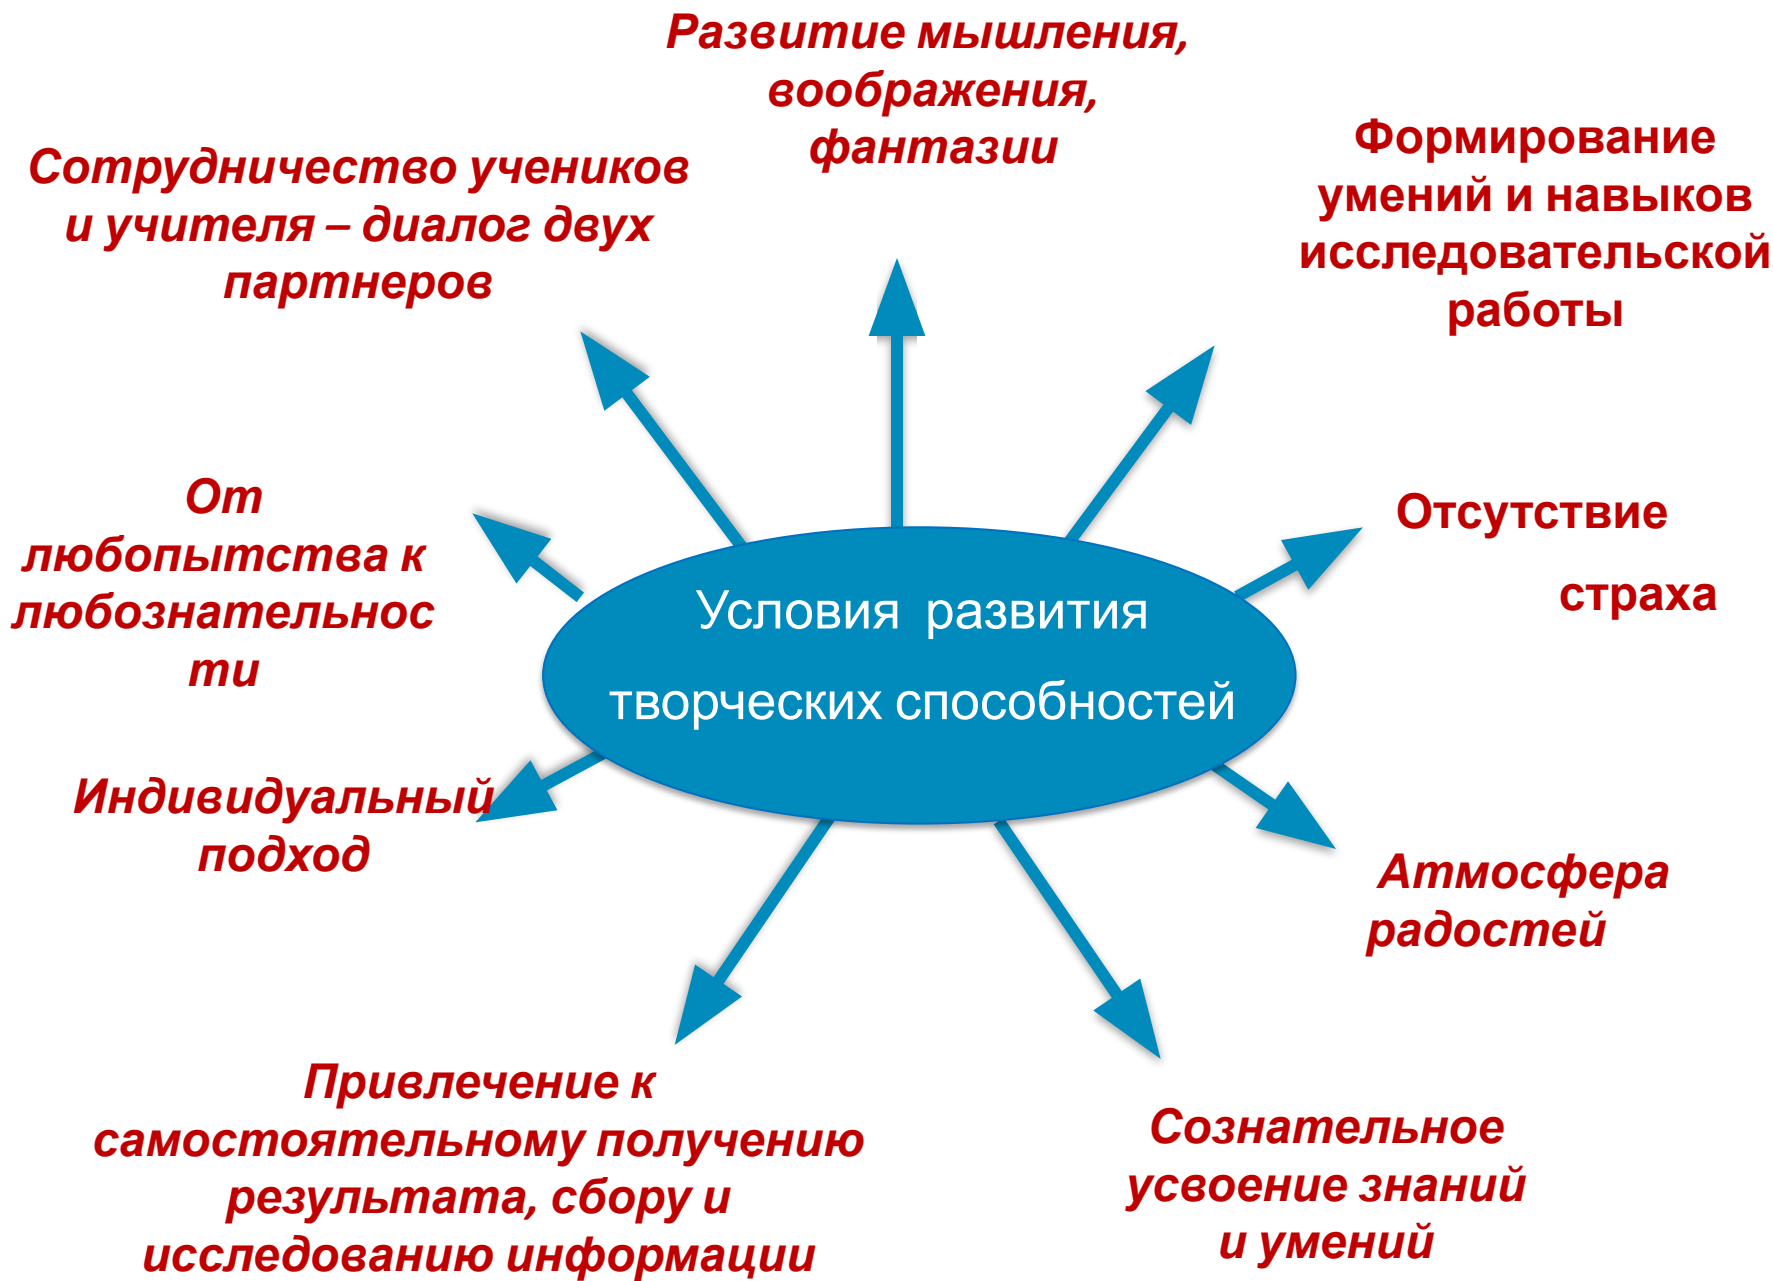 Развитие мышления,
воображения,
фантазии
Сотрудничество учеников
и учителя – диалог двух
партнеров
Формирование
умений и навыков
исследовательской
работы
От
любопытства к
любознательнос
ти
Отсутствие
страха
Условия развития
творческих способностей
Индивидуальный
подход
Атмосфера
радостей
Привлечение к
самостоятельному получению
результата, сбору и
исследованию информации
Сознательное
усвоение знаний
и умений